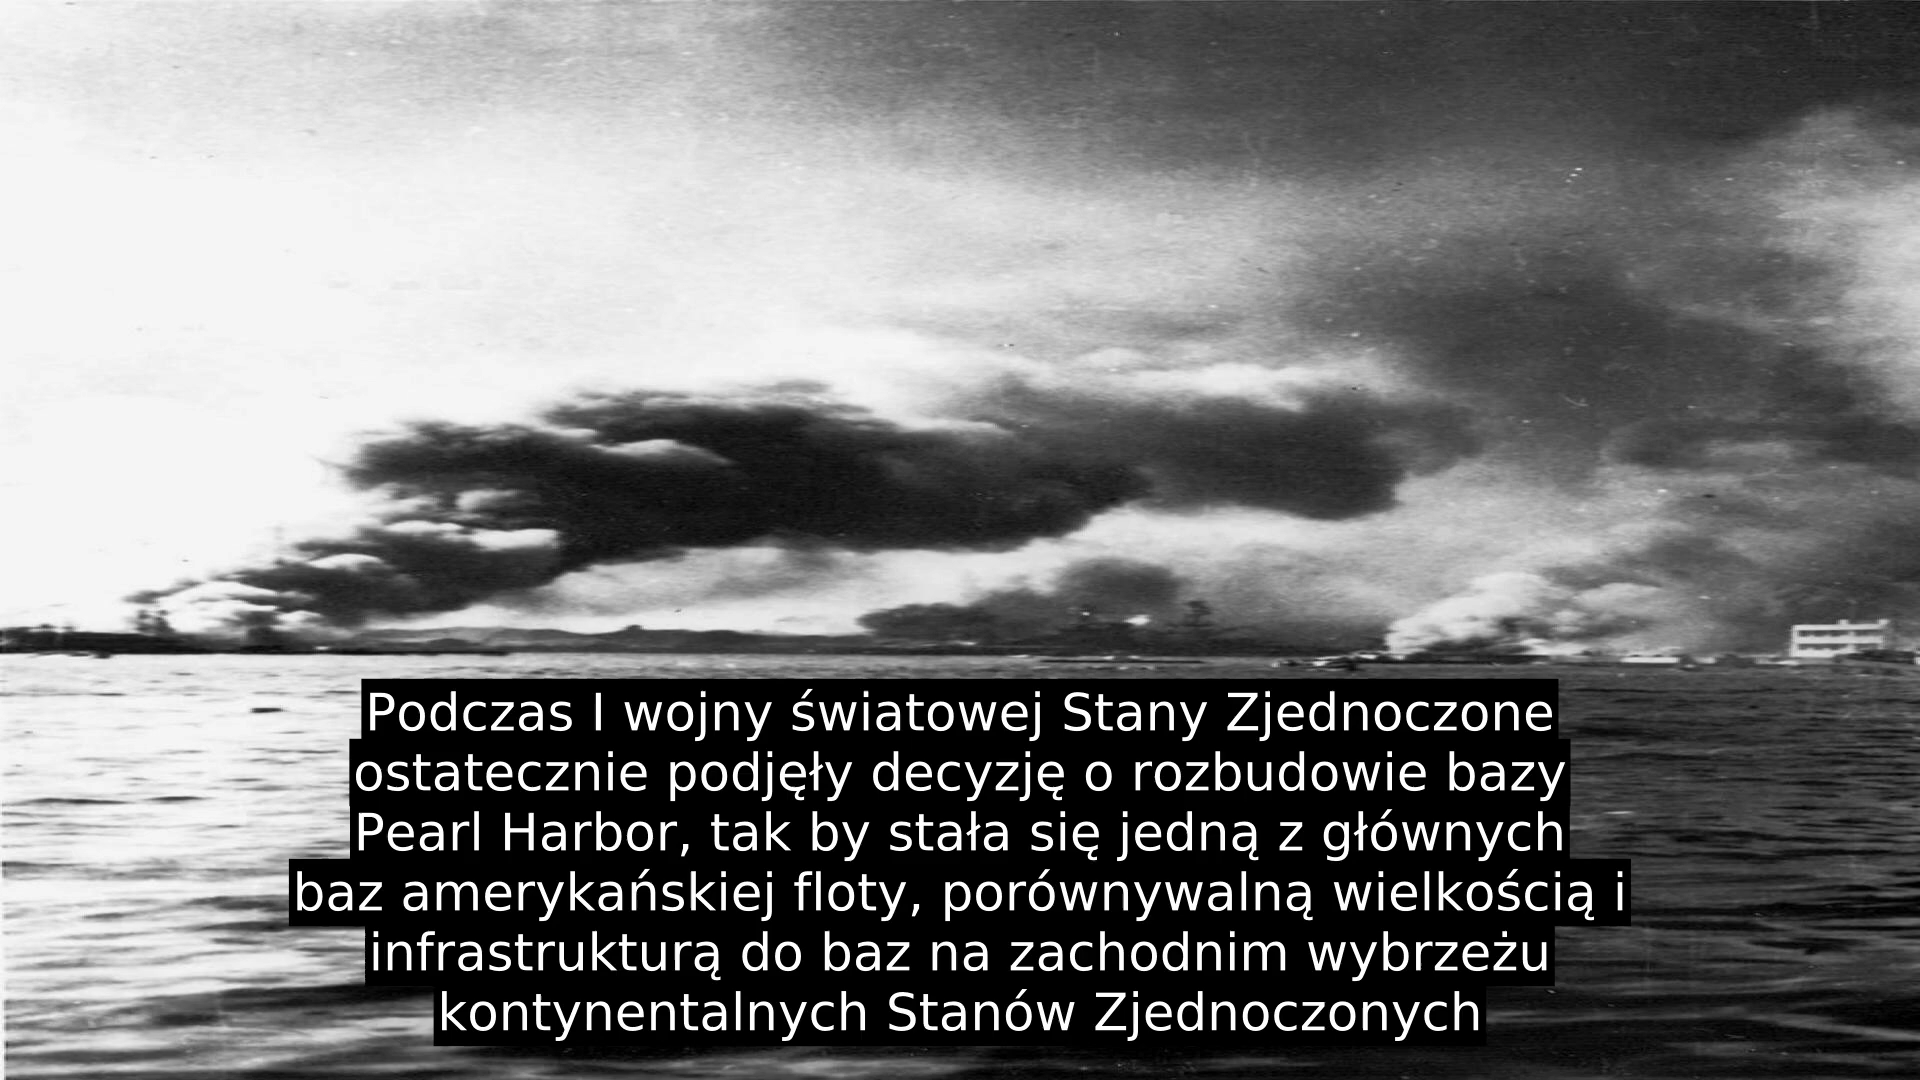 Podczas I wojny światowej Stany Zjednoczone
ostatecznie podjęły decyzję o rozbudowie bazy
Pearl Harbor, tak by stała się jedną z głównych
baz amerykańskiej floty, porównywalną wielkością i
infrastrukturą do baz na zachodnim wybrzeżu
kontynentalnych Stanów Zjednoczonych